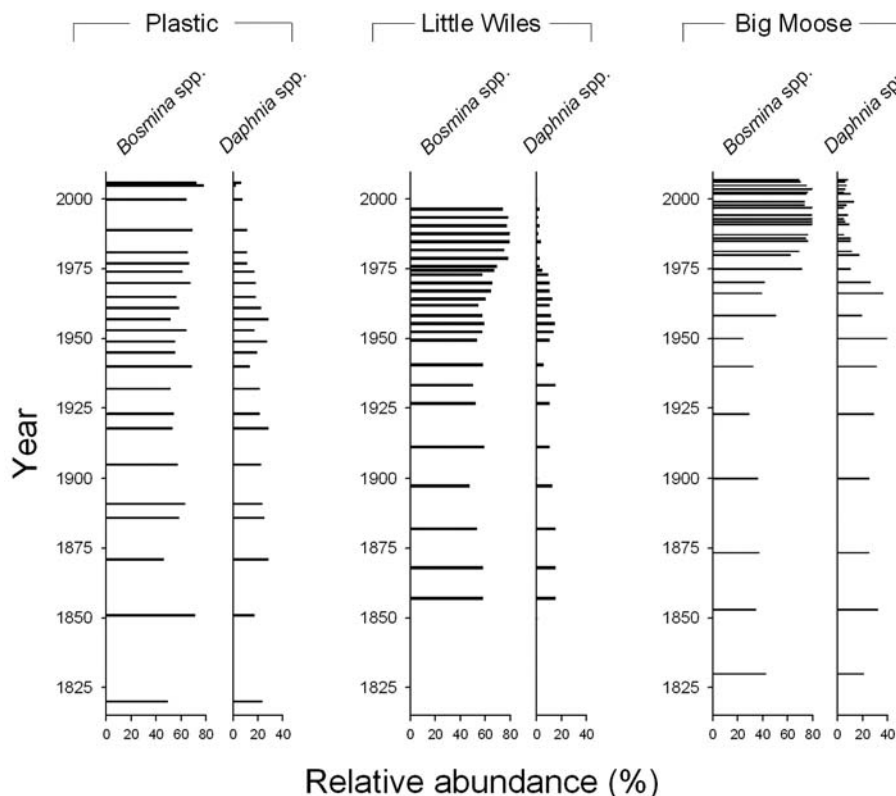 Plastic Little Wiles Big Moose
Bosmina spp. Daphnia spp. Bosmina spp. Daphnia spp. Bosmina spp. Daphnia spp
2000 2000 2000
1975 1975 1975
1950 1950 1950
1925 1925 1925
1900 1900 1900
1875 1875 1875
1850 1850 1850
1825 1825 1825
Year
0 20 40 60 80 0 20 40 0 20 40 60 80 0 20 40 0 20 40 60 80 0 20 40
Relative abundance (%)